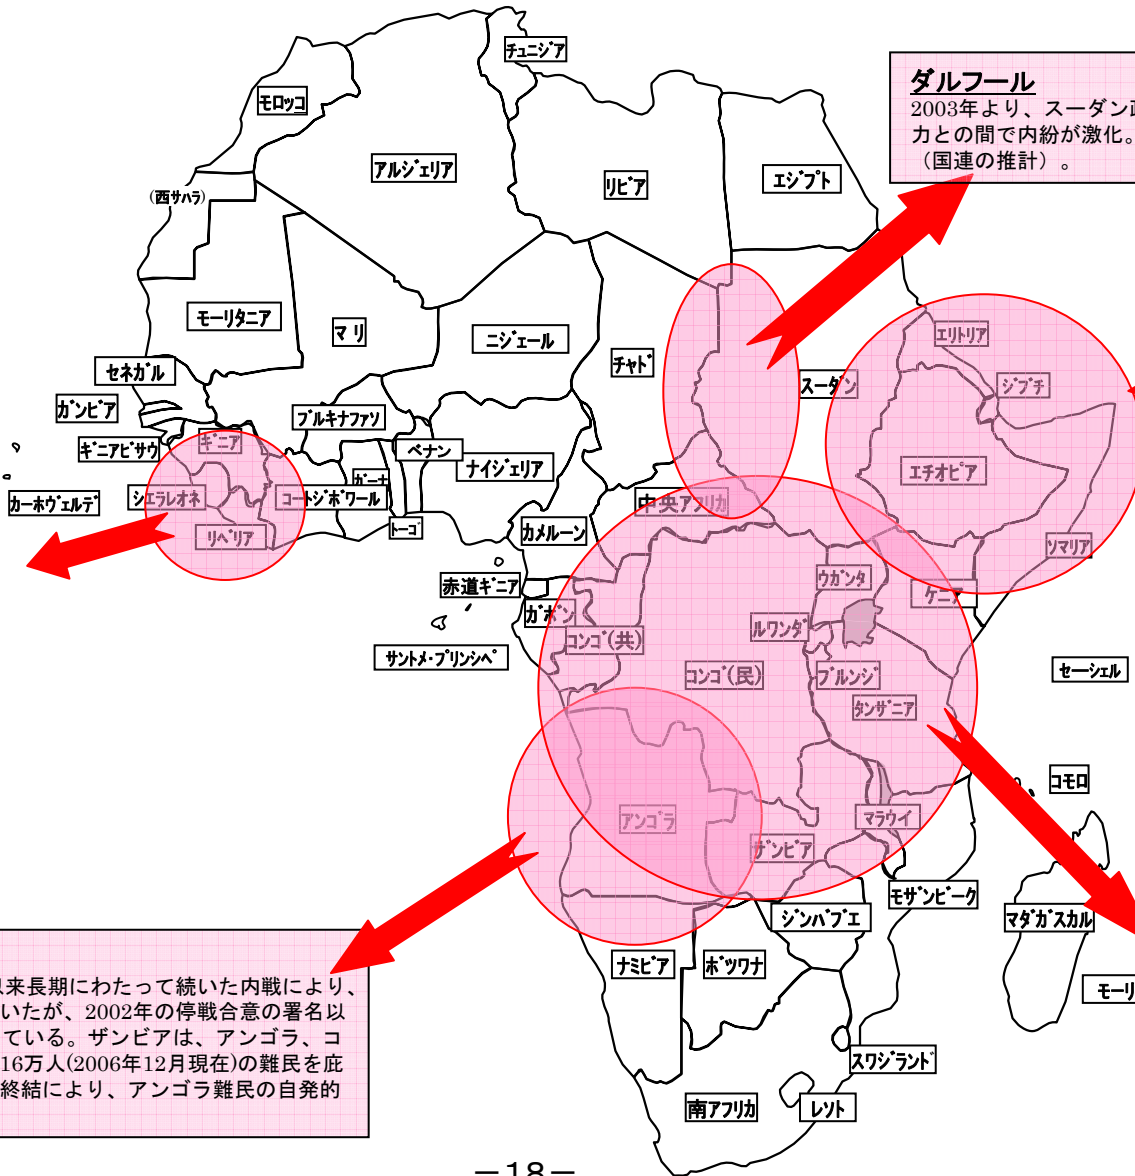 チュニジア
モロッコ
ダルフール
2003年より、スーダン政
力との間で内紛が激化。
（国連の推計）。
アルジェリア
リビア
エジプト
(西サハラ)
モーリタニア
マリ
ニジェール
チャド
スーダン
エリトリア
ジブチ
セネガル
ガンビア
ブルキナファソ
ギニアビサウ
ギニア
ベナン
ナイジェリア
エチオピア
カーホヴェルデ
シエラレオネ
コートジボワール
ガーナ
トーゴ
中央アフリカ
カメルーン
リベリア
ソマリア
赤道ギニア
ガボン
ウガンダ
ケニア
コンゴ(共)
ルワンダ
サントメ・プリンシペ
コンゴ(民)
ブルンジ
セーシェル
タンザニア
コモロ
アンゴラ
マラウイ
ザンビア
モザンビーク
ジンバブエ
マダガスカル
ナミビア
ボツワナ
モーリ
以来長期にわたって続いた内戦により、
いたが、2002年の停戦合意の署名以
ている。ザンビアは、アンゴラ、コ
16万人(2006年12月現在)の難民を庇
終結により、アンゴラ難民の自発的
スワジランド
南アフリカ
レソト
－18－